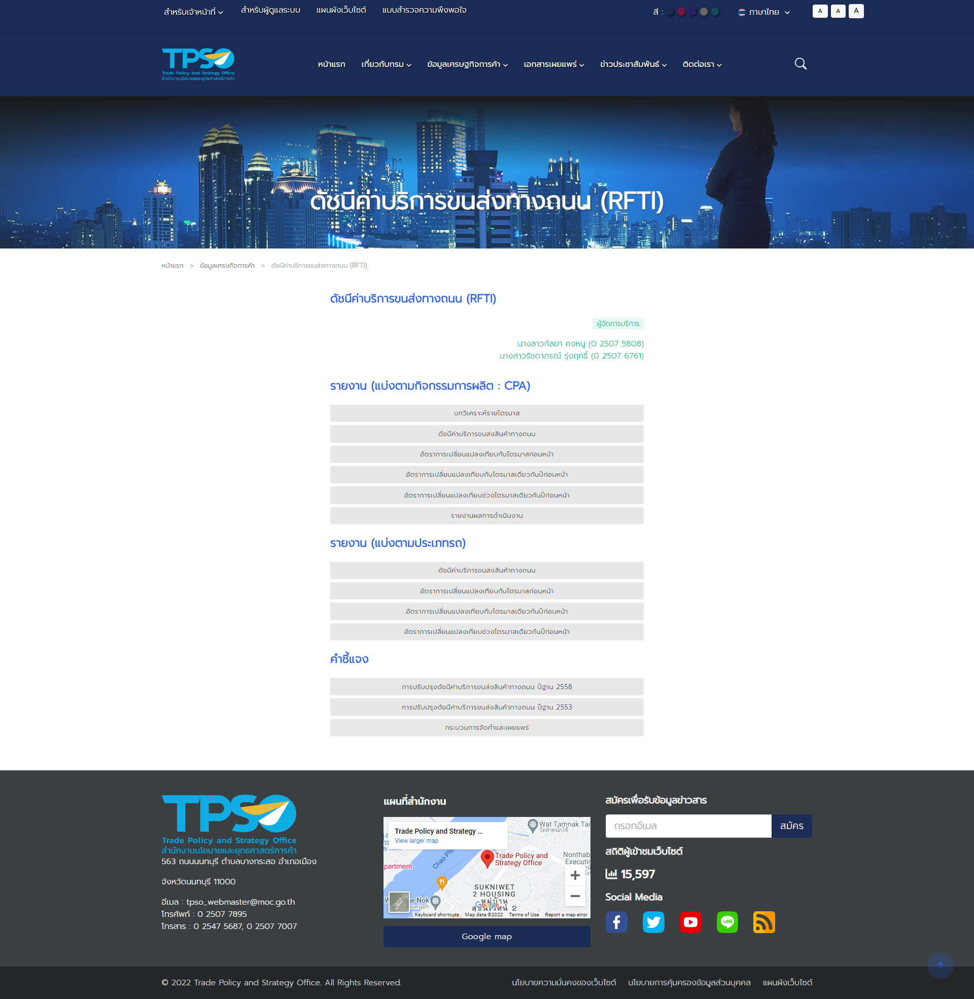 สำหรับเจ้าหน้าที่
สำหรับผู้ดูแลระบบ
แผนผังเว็บไซต์
แบบสำรวจความพึงพอใจ
สี :
ภาษาไทย
A
A
A
TPSO
Trade Policy and Strategy Office
สำนักงานนโยบายและยุทธศาสตร์การค้า
หน้าแรก
เกี่ยวกับกรม
ข้อมูลเศรษฐกิจการค้า
เอกสารเผยแพร่
ข่าวประชาสัมพันธ์
ติดต่อเรา
ดัชนีค่าบริการขนส่งทางถนน (RFTI)
หน้าแรก > ข้อมูลเศรษฐกิจการค้า > ดัชนีค่าบริการขนส่งทางถนน (RFTI)
ดัชนีค่าบริการขนส่งทางถนน (RFTI)
ผู้จัดการบริการ
นางสาวกัลยา คงหนู (0 2507 5808)
นางสาวรัชดาภรณ์ รุ่งฤทธิ์ (0 2507 6761)
รายงาน (แบ่งตามกิจกรรมการผลิต : CPA)
บทวิเคราะห์รายไตรมาส
ดัชนีค่าบริการขนส่งสินค้าทางถนน
อัตราการเปลี่ยนแปลงเทียบกับไตรมาสก่อนหน้า
อัตราการเปลี่ยนแปลงเทียบกับไตรมาสเดียวกันปีก่อนหน้า
อัตราการเปลี่ยนแปลงเทียบช่วงไตรมาสเดียวกันปีก่อนหน้า
รายงานผลการดำเนินงาน
รายงาน (แบ่งตามประเภทรถ)
ดัชนีค่าบริการขนส่งสินค้าทางถนน
อัตราการเปลี่ยนแปลงเทียบกับไตรมาสก่อนหน้า
อัตราการเปลี่ยนแปลงเทียบกับไตรมาสเดียวกันปีก่อนหน้า
อัตราการเปลี่ยนแปลงเทียบช่วงไตรมาสเดียวกันปีก่อนหน้า
คำชี้แจง
การปรับปรุงดัชนีค่าบริการขนส่งสินค้าทางถนน ปีฐาน 2558
การปรับปรุงดัชนีค่าบริการขนส่งสินค้าทางถนน ปีฐาน 2553
กระบวนการจัดทำและเผยแพร่
TPSO
Trade Policy and Strategy Office
สำนักงานนโยบายและยุทธศาสตร์การค้า
563 ถนนนนทบุรี ตำบลบางกระสอ อำเภอเมือง
จังหวัดนนทบุรี 11000
อีเมล : tpso_webmaster@moc.go.th
โทรศัพท์ : 0 2507 7895
โทรสาร : 0 2547 5687, 0 2507 7007
แผนที่สำนักงาน
Trade Policy and Strategy ...
View larger map
Wat Tamnak Tai
วัดตำหนักใต้
Trade Policy and
Strategy Office
Nonthab
Executi
Chao Phr
partment
SUKNIWET
2 HOUSING
หมู่บ้าน
สุขนิเวศน์ 2
Google
Keyboard shortcuts
Map data ©2022
Terms of Use
Report a map error
Google map
สมัครเพื่อรับข้อมูลข่าวสาร
กรอกอีเมล
สมัคร
สถิติผู้เข้าชมเว็บไซต์
15,597
Social Media
LINE
© 2022 Trade Policy and Strategy Office. All Rights Reserved.
นโยบายความมั่นคงของเว็บไซต์
นโยบายการคุ้มครองข้อมูลส่วนบุคคล
แผนผังเว็บไซต์